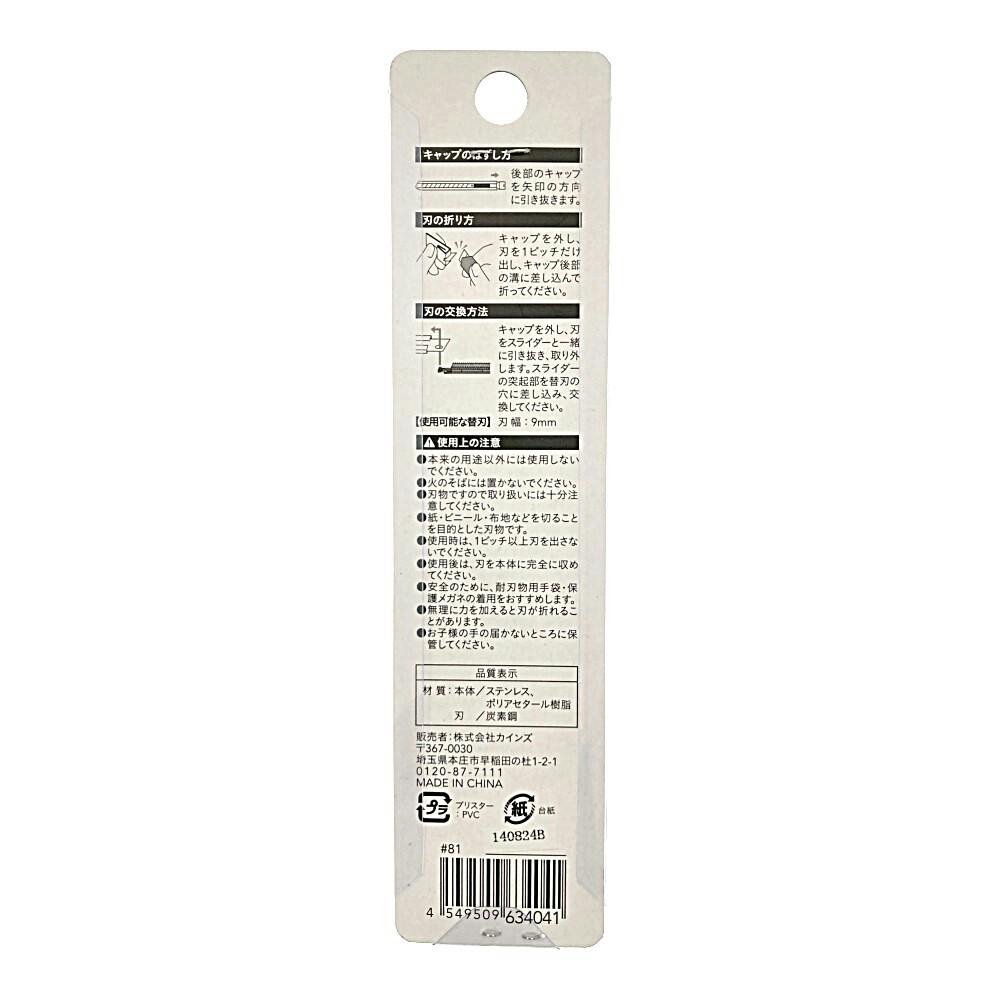 キャップのはずし方
後部のキャップ
を矢印の方向
に引き抜きます。
刃の折り方
キャップを外し、
刃を1ピッチだけ
出し、キャップ後部
の溝に差し込んで
折ってください。
刃の交換方法
キャップを外し、刃
をスライダーと一緒
に引き抜き、取り外
します。スライダー
の突起部を替刃の
穴に差し込み、交
換してください。
【使用可能な替刃】 刃幅：9mm
使用上の注意
●本来の用途以外には使用しない
でください。
●火のそばには置かないでください。
●刃物ですので取り扱いには十分注
意してください。
●紙・ビニール・布地などを切ること
を目的とした刃物です。
●使用時は、1ピッチ以上刃を出さな
いでください。
●使用後は、刃を本体に完全に収め
てください。
●安全のために、耐刃物用手袋・保
護メガネの着用をおすすめします。
●無理に力を加えると刃が折れるこ
とがあります。
●お子様の手の届かないところに保
管してください。
品質表示
材質：本体／ステンレス、
ポリアセタール樹脂
刃 ／炭素鋼
販売者：株式会社カインズ
〒367-0030
埼玉県本庄市早稲田の杜1-2-1
0120-87-7111
MADE IN CHINA
プラ ブリスター
：PVC
紙 台紙
140824B
#81
4 549509 634041